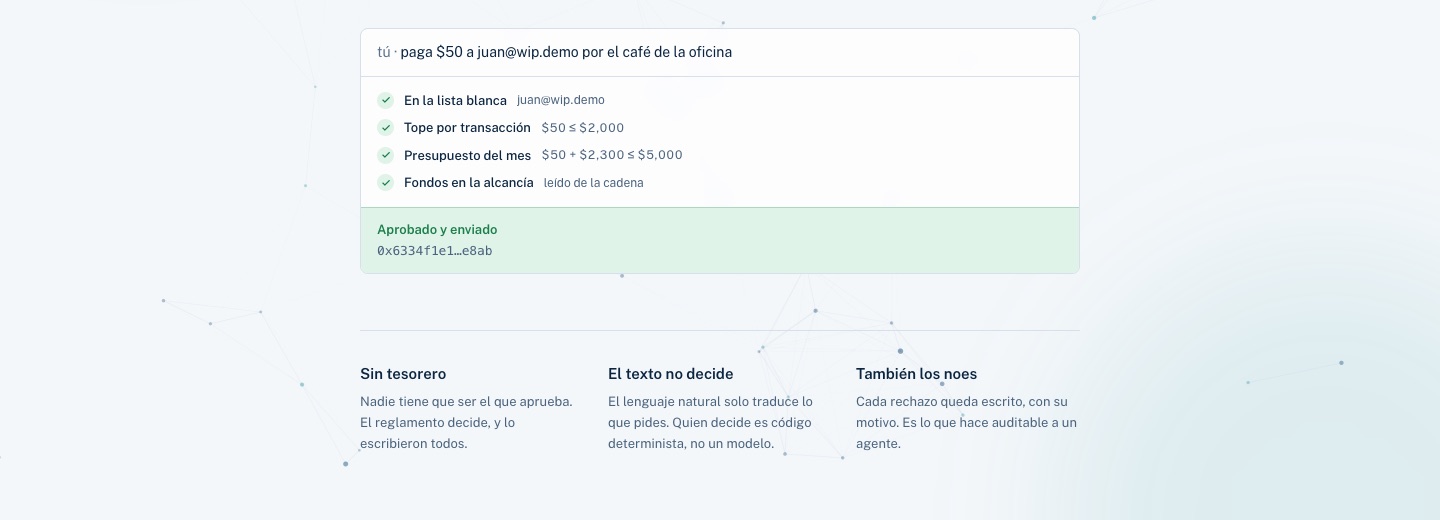 tú · paga $50 a juan@wip.demo por el café de la oficina
En la lista blanca juan@wip.demo
Tope por transacción $50 ≤ $2,000
Presupuesto del mes $50 + $2,300 ≤ $5,000
Fondos en la alcancía leído de la cadena
Aprobado y enviado
0x6334f1e1…e8ab
Sin tesorero
Nadie tiene que ser el que aprueba.
El reglamento decide, y lo
escribieron todos.
El texto no decide
El lenguaje natural solo traduce lo
que pides. Quien decide es código
determinista, no un modelo.
También los noes
Cada rechazo queda escrito, con su
motivo. Es lo que hace auditable a un
agente.